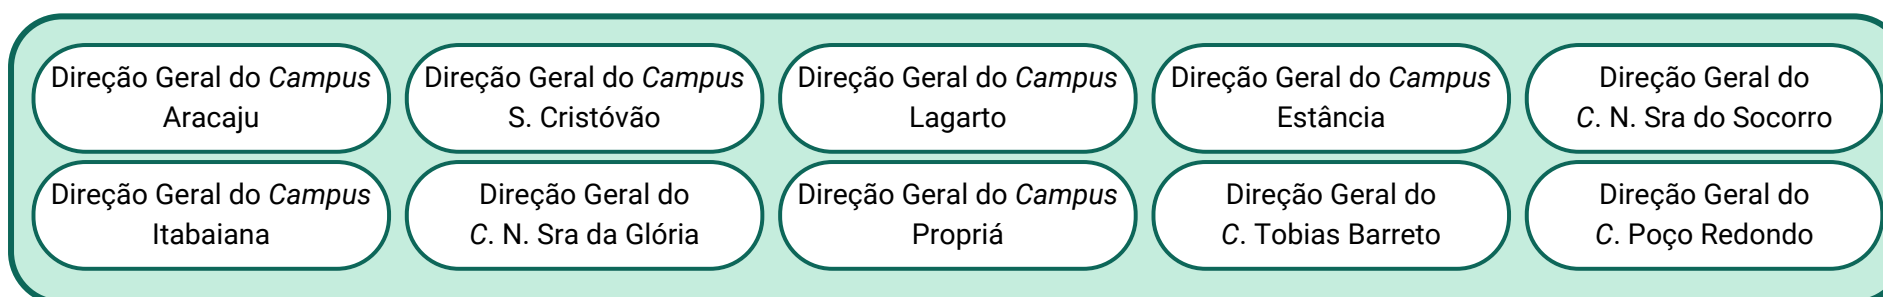 Direção Geral do Campus
Aracaju
Direção Geral do Campus
S. Cristóvão
Direção Geral do Campus
Lagarto
Direção Geral do Campus
Estância
Direção Geral do
C. N. Sra do Socorro
Direção Geral do Campus
Itabaiana
Direção Geral do
C. N. Sra da Glória
Direção Geral do Campus
Propriá
Direção Geral do
C. Tobias Barreto
Direção Geral do
C. Poço Redondo